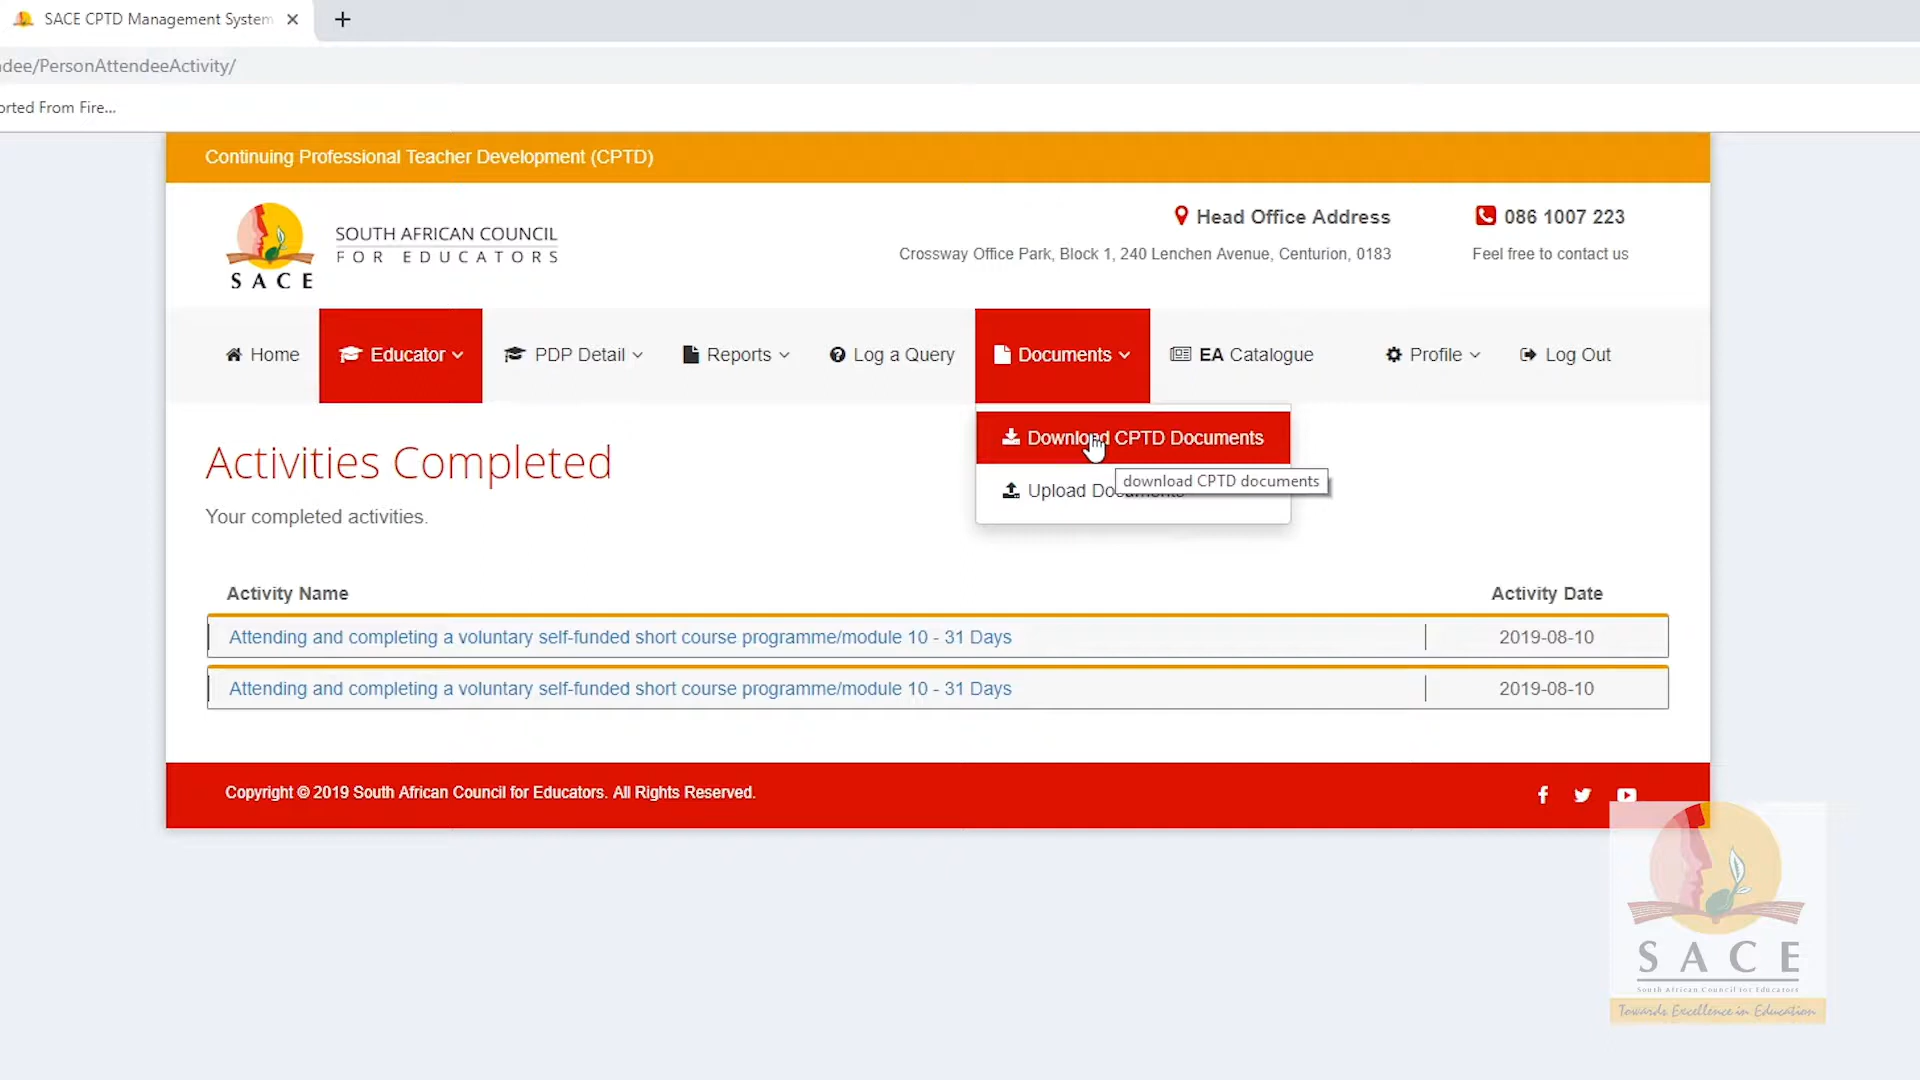 SACE CPTD Management System
dee/PersonAttendeeActivity/
orted From Fire...
Continuing Professional Teacher Development (CPTD)
SACE
SOUTH AFRICAN COUNCIL
FOR EDUCATORS
Head Office Address
Crossway Office Park, Block 1, 240 Lenchen Avenue, Centurion, 0183
086 1007 223
Feel free to contact us
Home
Educator
PDP Detail
Reports
Log a Query
Documents
EA Catalogue
Profile
Log Out
Download CPTD Documents
download CPTD documents
Upload Documents
Activities Completed
Your completed activities.
Activity Name
Activity Date
Attending and completing a voluntary self-funded short course programme/module 10 - 31 Days
2019-08-10
Attending and completing a voluntary self-funded short course programme/module 10 - 31 Days
2019-08-10
Copyright © 2019 South African Council for Educators. All Rights Reserved.
SACE
South African Council for Educators
Towards Excellence in Education